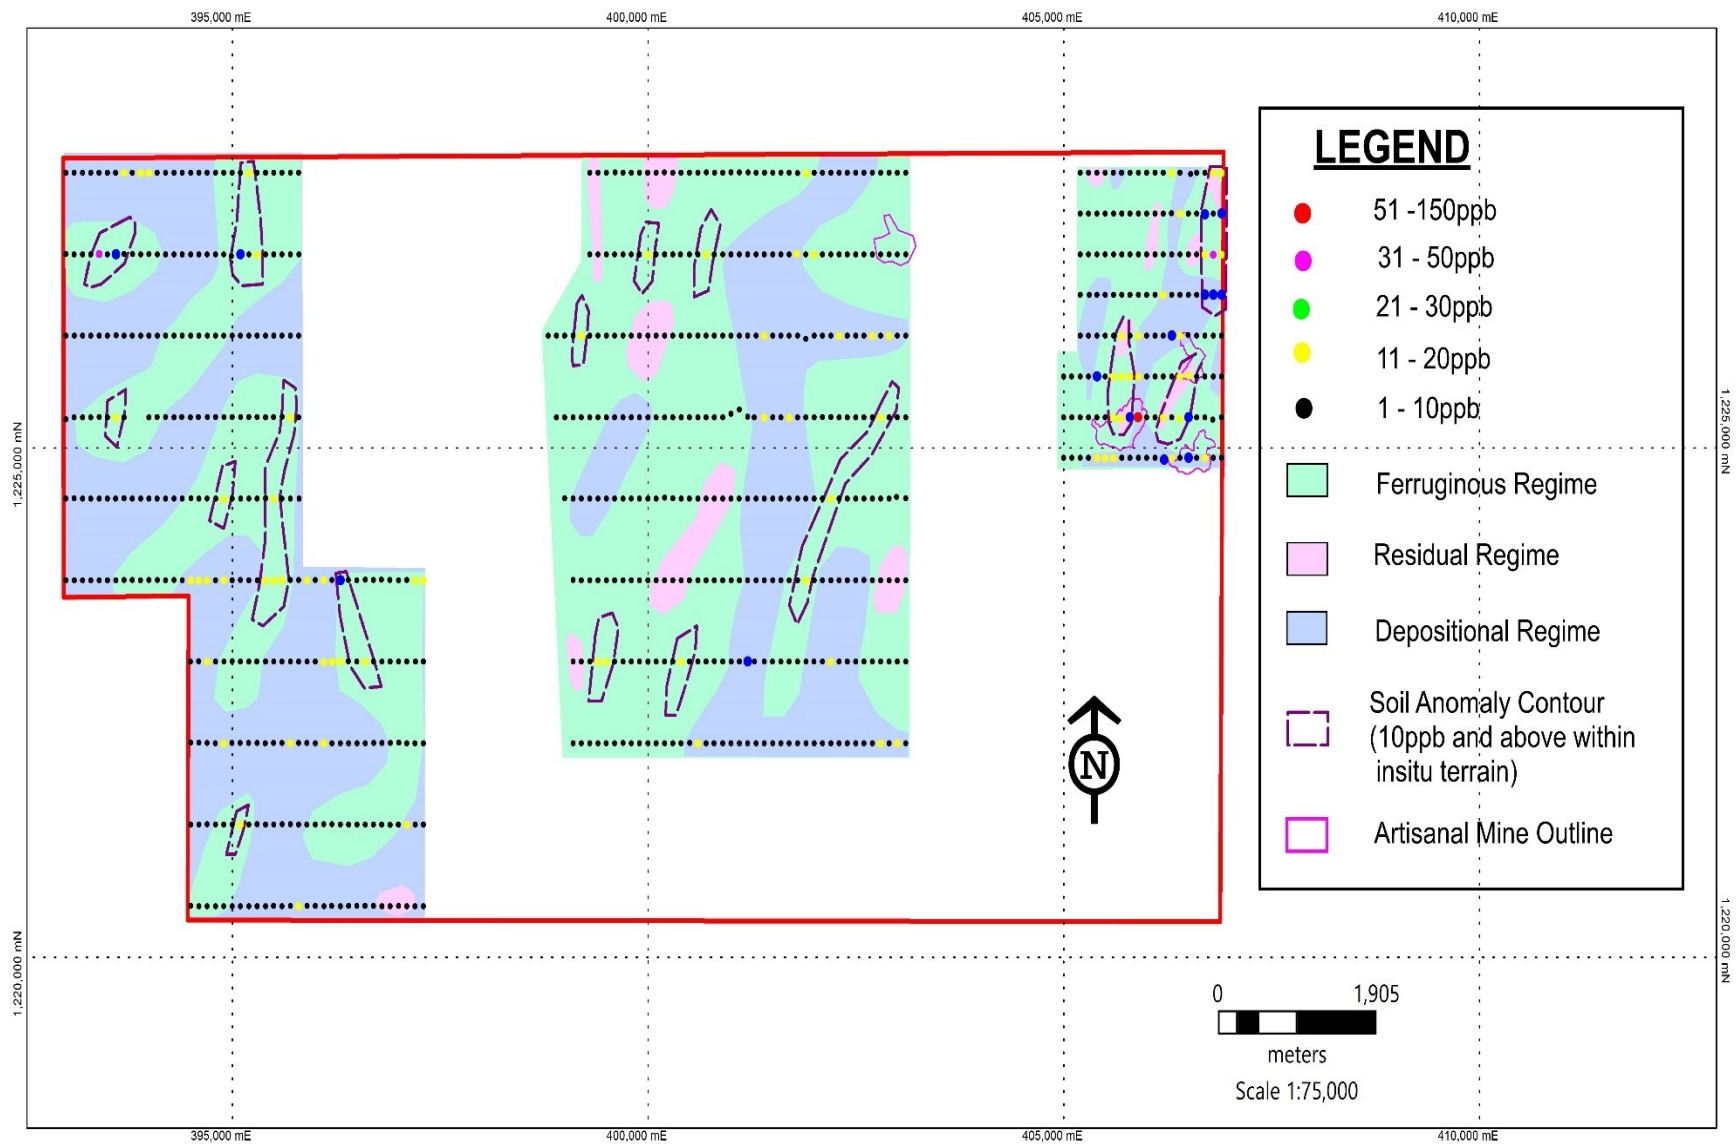 395,000 mE
400,000 mE
405,000 mE
410,000 mE
LEGEND
51 -150ppb
31 - 50ppb
21 - 30ppb
11 - 20ppb
1 - 10ppb
Ferruginous Regime
Residual Regime
Depositional Regime
Soil Anomaly Contour
(10ppb and above within
insitu terrain)
Artisanal Mine Outline
1,225,000 mN
1,225,000 mN
N
1,220,000 mN
1,220,000 mN
0 1,905
meters
Scale 1:75,000
395,000 mE
400,000 mE
405,000 mE
410,000 mE